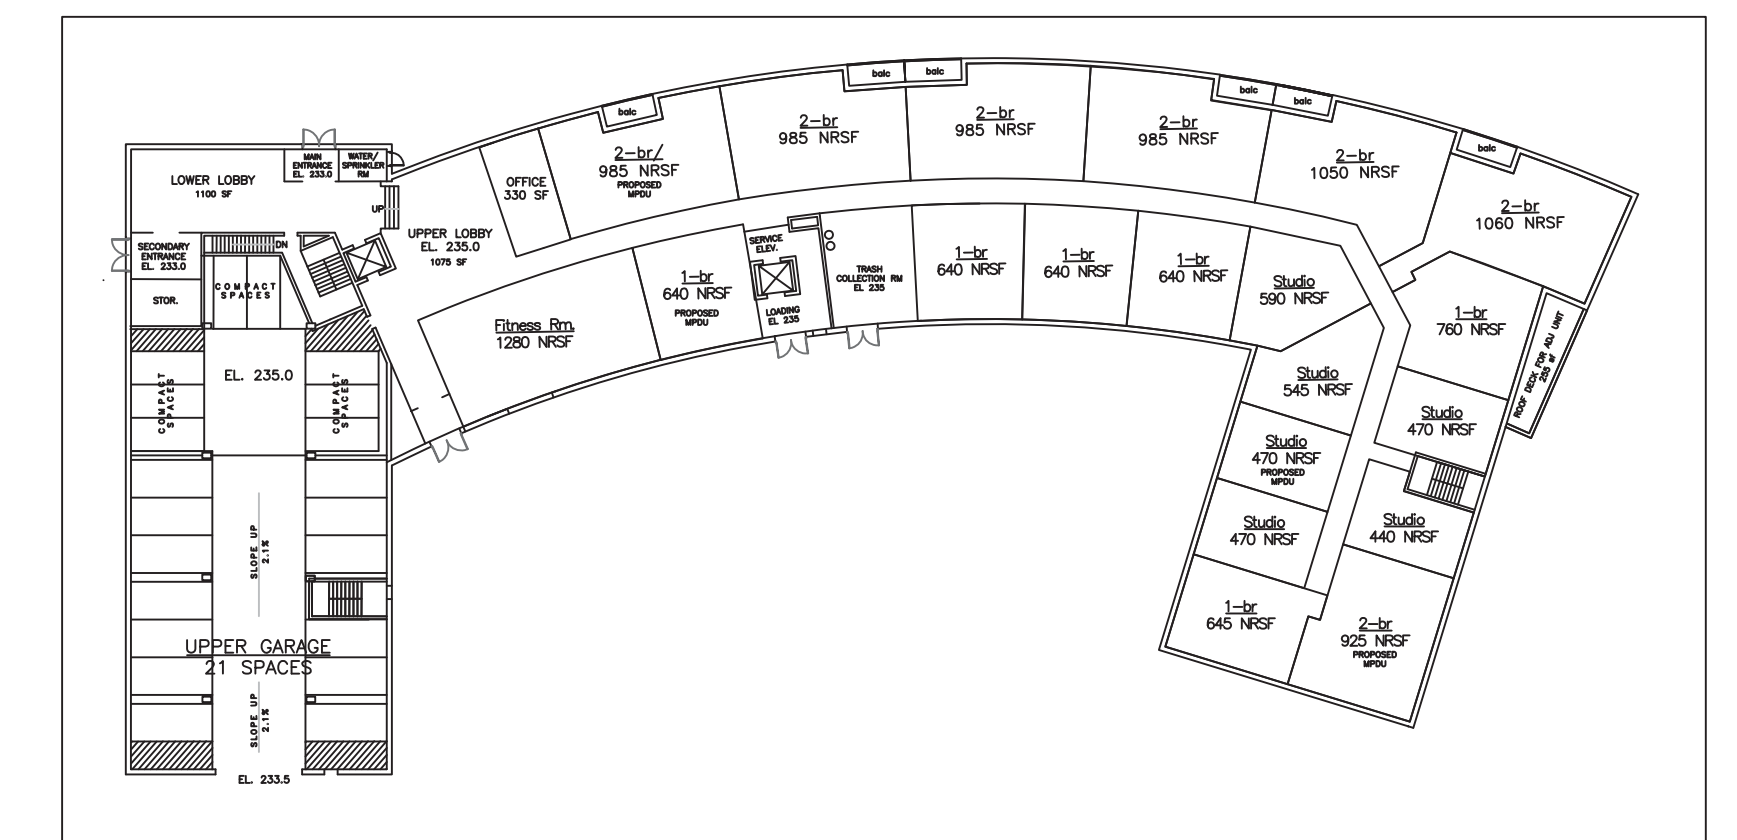 balc
balc
balc
balc
balc
balc
2-br/
985 NRSF
PROPOSED
MPDU
2-br
985 NRSF
2-br
985 NRSF
2-br
985 NRSF
2-br
1050 NRSF
2-br
1060 NRSF
LOWER LOBBY
1100 SF
MAIN
ENTRANCE
EL. 233.0
WATER/
SPRINKLER
RM
UP
OFFICE
330 SF
UPPER LOBBY
EL. 235.0
1075 SF
SECONDARY
ENTRANCE
EL. 233.0
DN
STOR.
COMPACT
SPACES
Fitness Rm.
1280 NRSF
1-br
640 NRSF
PROPOSED
MPDU
SERVICE
ELEV.
LOADING
EL 235
TRASH
COLLECTION RM
EL 235
1-br
640 NRSF
1-br
640 NRSF
1-br
640 NRSF
Studio
590 NRSF
1-br
760 NRSF
ROOF DECK FOR ADJ UNIT
255 sf
EL. 235.0
COMPACT
SPACES
COMPACT
SPACES
Studio
545 NRSF
Studio
470 NRSF
Studio
470 NRSF
PROPOSED
MPDU
Studio
470 NRSF
Studio
440 NRSF
1-br
645 NRSF
2-br
925 NRSF
PROPOSED
MPDU
SLOPE UP
2.1%
UPPER GARAGE
21 SPACES
SLOPE UP
2.1%
EL. 233.5